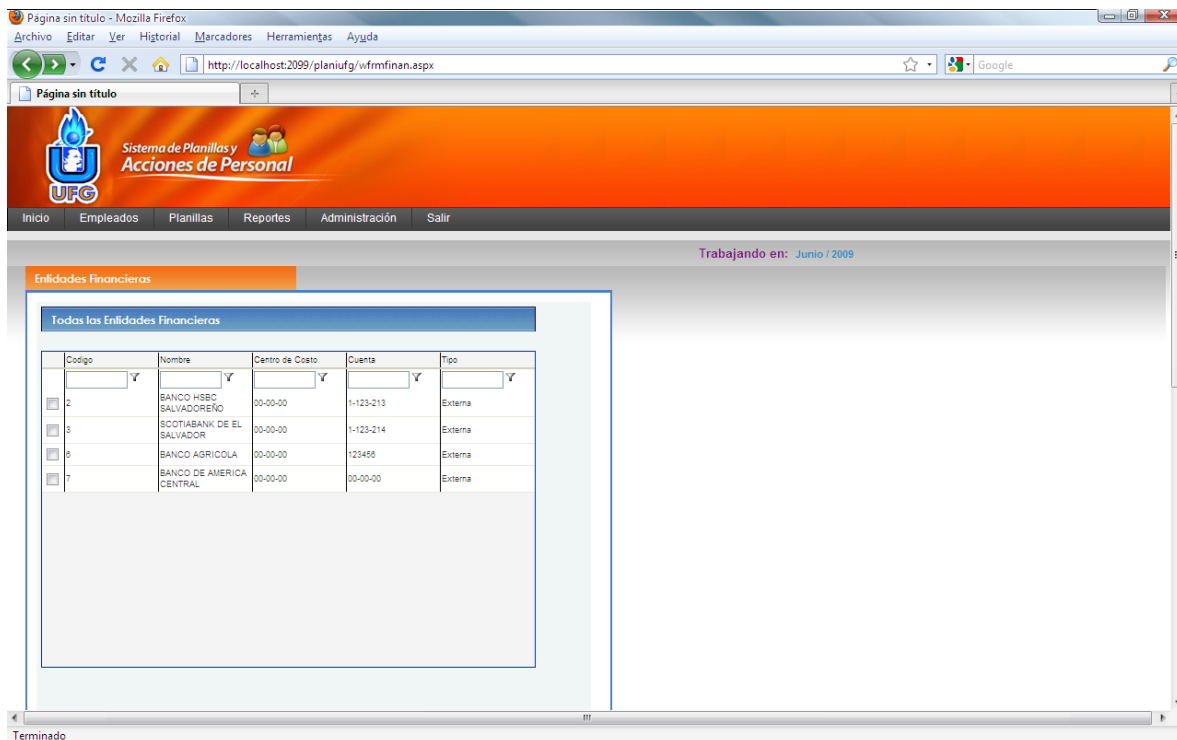 Página sin título - Mozilla Firefox
Archivo Editar Ver Historial Marcadores Herramientas Ayuda
http://localhost:2099/planiufg/wfrmfinan.aspx
Google
Página sin título
Sistema de Planillas y
Acciones de Personal
UFG
Inicio Empleados Planillas Reportes Administración Salir
Trabajando en: Junio / 2009
Entidades Financieras
Todas las Entidades Financieras
Codigo Nombre Centro de Costo Cuenta Tipo
2 BANCO HSBC SALVADOREÑO 00-00-00 1-123-213 Externa
3 SCOTIABANK DE EL SALVADOR 00-00-00 1-123-214 Externa
6 BANCO AGRICOLA 00-00-00 123456 Externa
7 BANCO DE AMERICA CENTRAL 00-00-00 00-00-00 Externa
Terminado